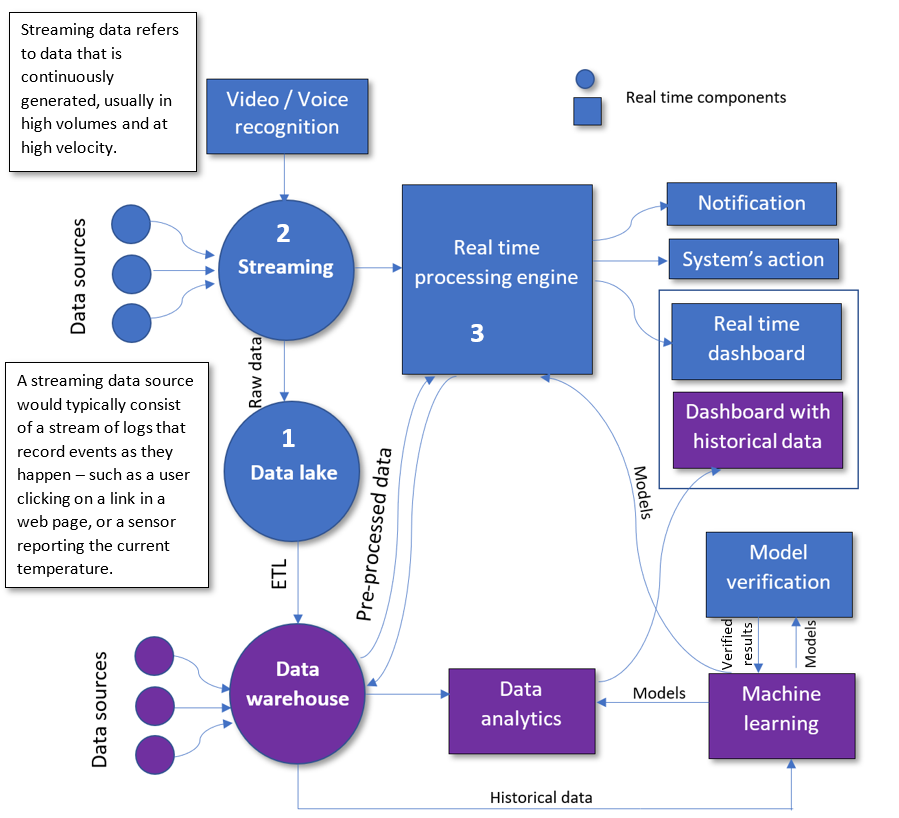 Streaming data refers
to data that is
continuously
generated, usually in
high volumes and at
high velocity.
Video / Voice
recognition
Real time components
Data sources
2
Streaming
Real time
processing engine
3
Notification
System's action
Real time
dashboard
Dashboard with
historical data
Raw data
A streaming data source
would typically consist
of a stream of logs that
record events as they
happen – such as a user
clicking on a link in a
web page, or a sensor
reporting the current
temperature.
1
Data lake
ETL
Pre-processed data
Models
Model
verification
Verified
results
Models
Data sources
Data
warehouse
Data
analytics
Models
Machine
learning
Historical data